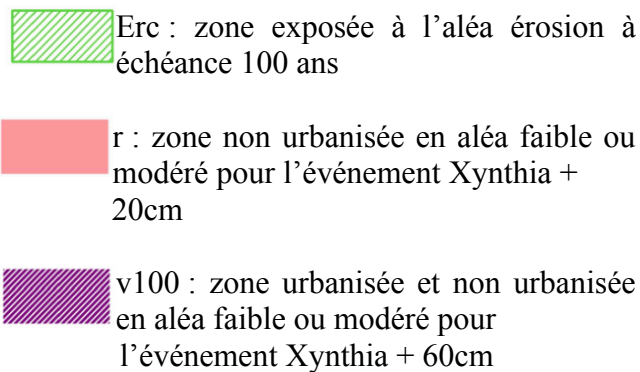 Erc : zone exposée à l’aléa érosion à
échéance 100 ans
r : zone non urbanisée en aléa faible ou
modéré pour l’événement Xynthia +
20cm
v100 : zone urbanisée et non urbanisée
en aléa faible ou modéré pour
l’événement Xynthia + 60cm